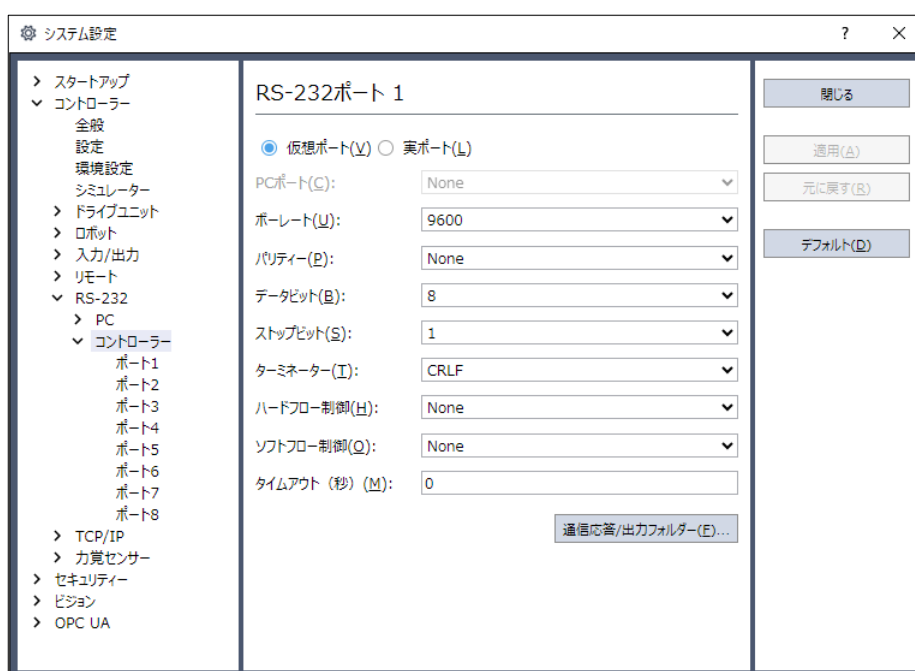 システム設定
?
×
スタートアップ
コントローラー
全般
設定
環境設定
シミュレーター
ドライブユニット
ロボット
入力/出力
リモート
RS-232
PC
コントローラー
ポート1
ポート2
ポート3
ポート4
ポート5
ポート6
ポート7
ポート8
TCP/IP
力覚センサー
セキュリティー
ビジョン
OPC UA
RS-232ポート 1
仮想ポート(V) 実ポート(L)
PCポート(C): None
ボーレート(U): 9600
パリティー(P): None
データビット(B): 8
ストップビット(S): 1
ターミネーター(T): CRLF
ハードフロー制御(H): None
ソフトフロー制御(O): None
タイムアウト（秒）(M): 0
通信応答/出力フォルダー(F)...
閉じる
適用(A)
元に戻す(R)
デフォルト(D)